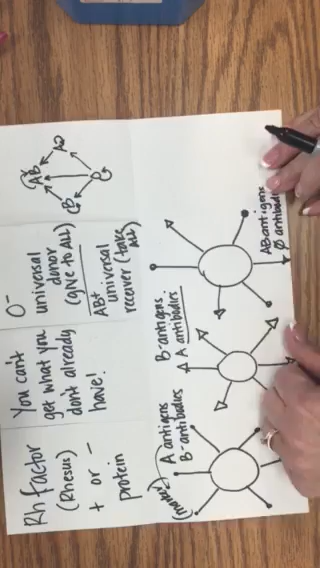 Rh factor
(Rhesus)
+ or -
protein
You can't
get what you
don't already
have!
O-
universal
donor
(give to ALL)
AB+
universal
receiver (take
ALL)
AB
A
B
O
A antigens
B antibodies
B antigens
A antibodies
AB antigens
Ø antibodies